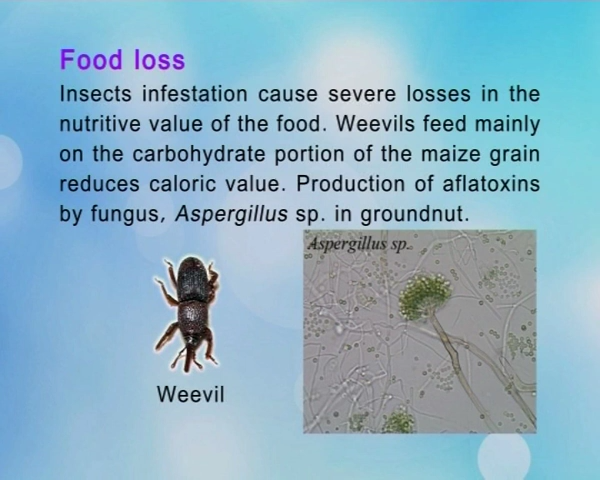 Food loss
Insects infestation cause severe losses in the
nutritive value of the food. Weevils feed mainly
on the carbohydrate portion of the maize grain
reduces caloric value. Production of aflatoxins
by fungus, Aspergillus sp. in groundnut.
Aspergillus sp.
Weevil